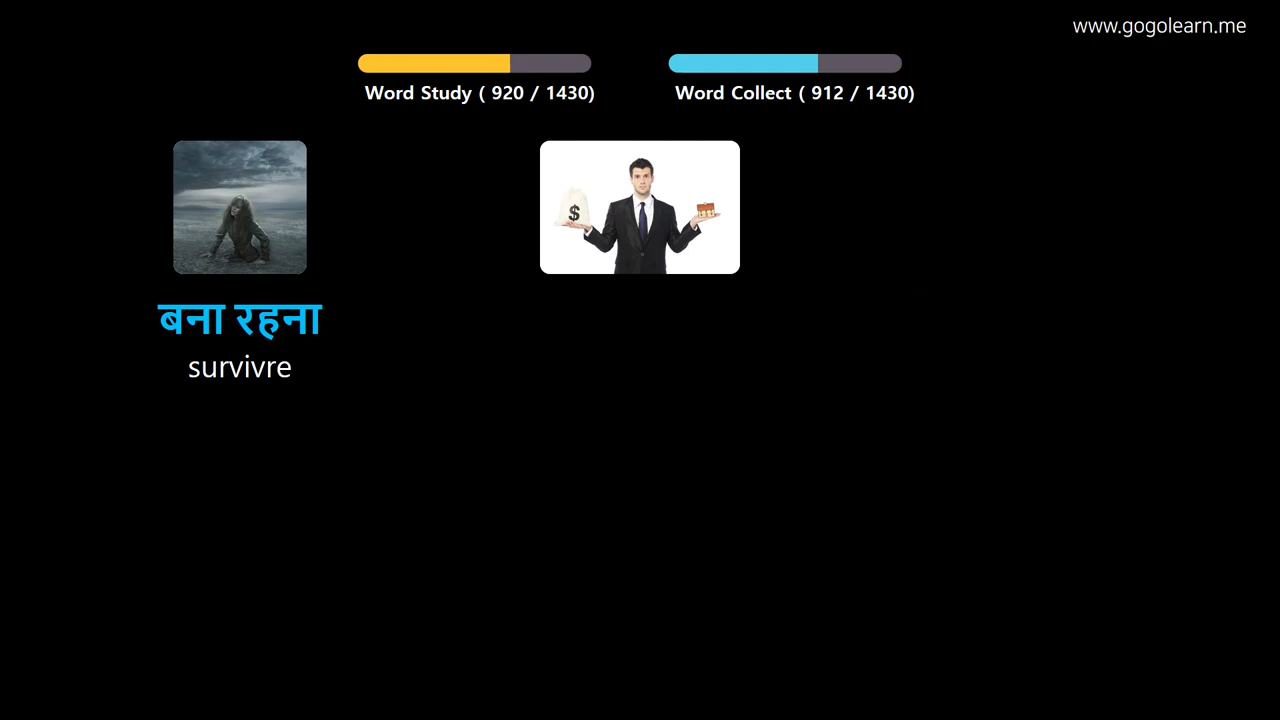 www.gogolearn.me
Word Study ( 920 / 1430)
Word Collect ( 912 / 1430)
$
बना रहना
survivre